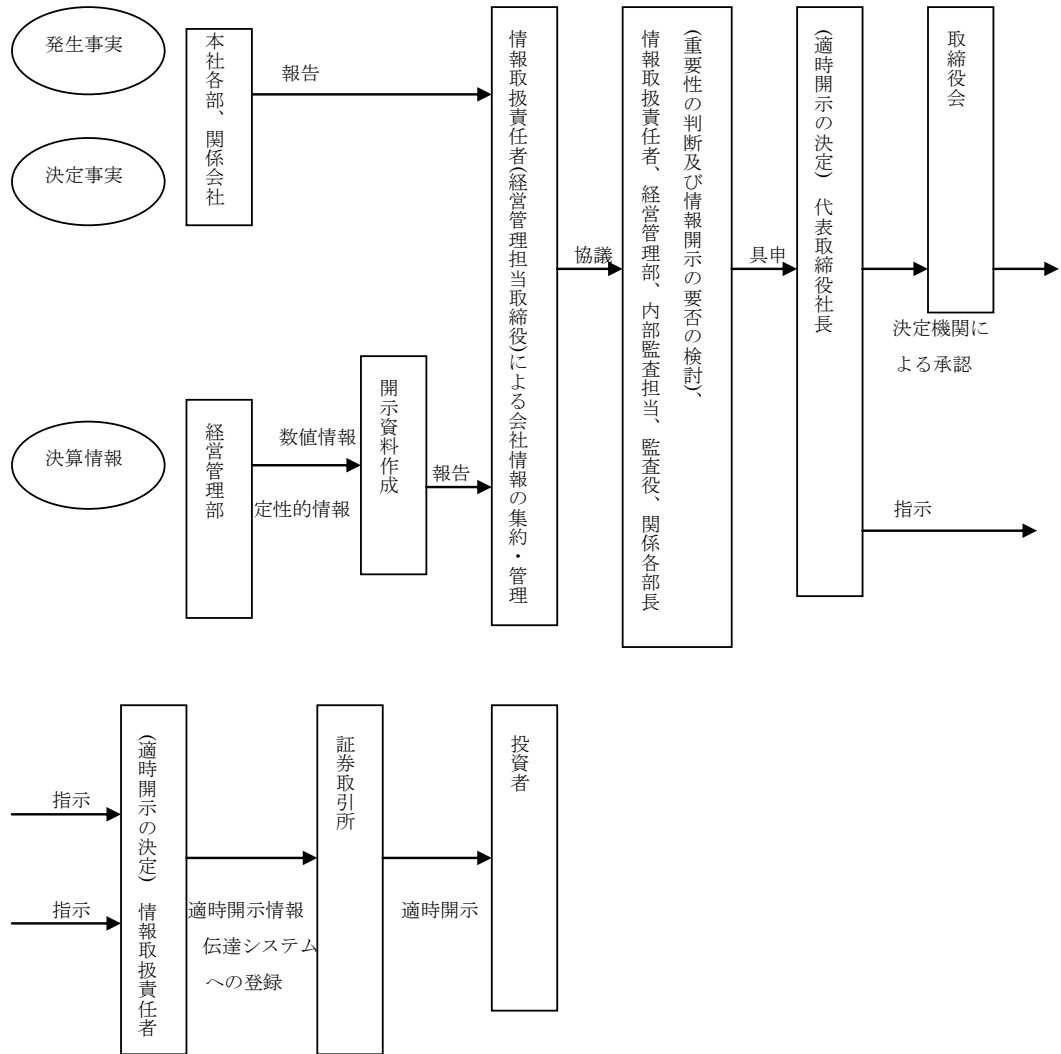 発生事実
決定事実
本社各部、関係会社
報告
決算情報
経営管理部
数値情報
定性的情報
開示資料作成
報告
情報取扱責任者(経営管理担当取締役)による会社情報の集約・管理
協議
(重要性の判断及び情報開示の要否の検討)、
情報取扱責任者、経営管理部、内部監査担当、監査役、関係各部長
具申
(適時開示の決定) 代表取締役社長
取締役会
決定機関に
よる承認
指示
指示
指示
(適時開示の決定) 情報取扱責任者
適時開示情報
伝達システム
への登録
証券取引所
適時開示
投資者